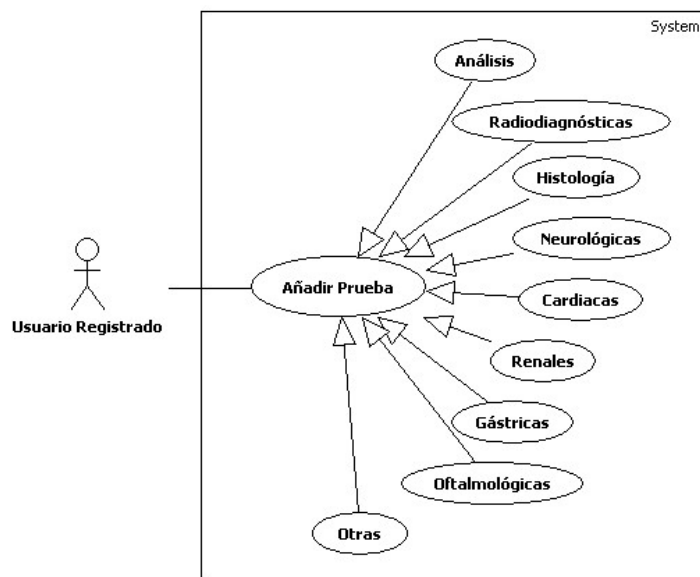 System
Análisis
Radiodiagnósticas
Histología
Neurológicas
Añadir Prueba
Cardiacas
Usuario Registrado
Renales
Gástricas
Oftalmológicas
Otras